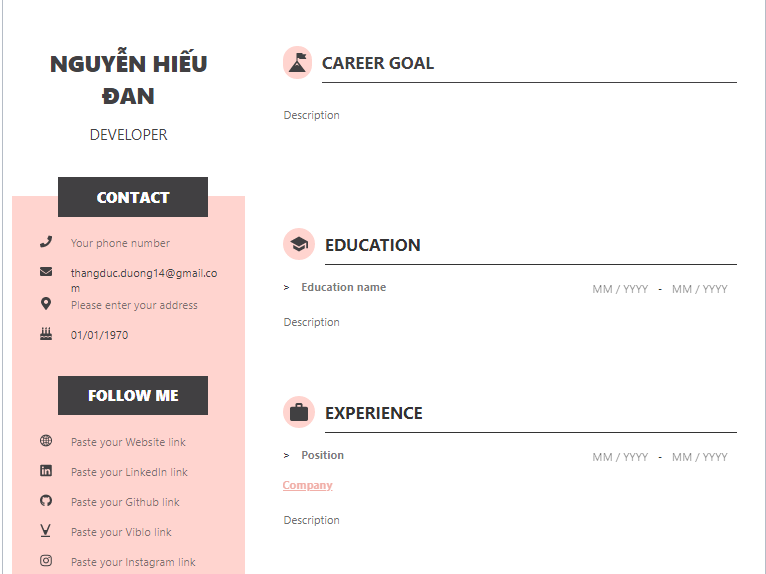 NGUYỄN HIẾU
ĐAN
DEVELOPER
CONTACT
Your phone number
thangduc.duong14@gmail.co
m
Please enter your address
01/01/1970
FOLLOW ME
Paste your Website link
Paste your LinkedIn link
Paste your Github link
Paste your Viblo link
Paste your Instagram link
CAREER GOAL
Description
EDUCATION
> Education name MM / YYYY - MM / YYYY
Description
EXPERIENCE
> Position MM / YYYY - MM / YYYY
Company
Description